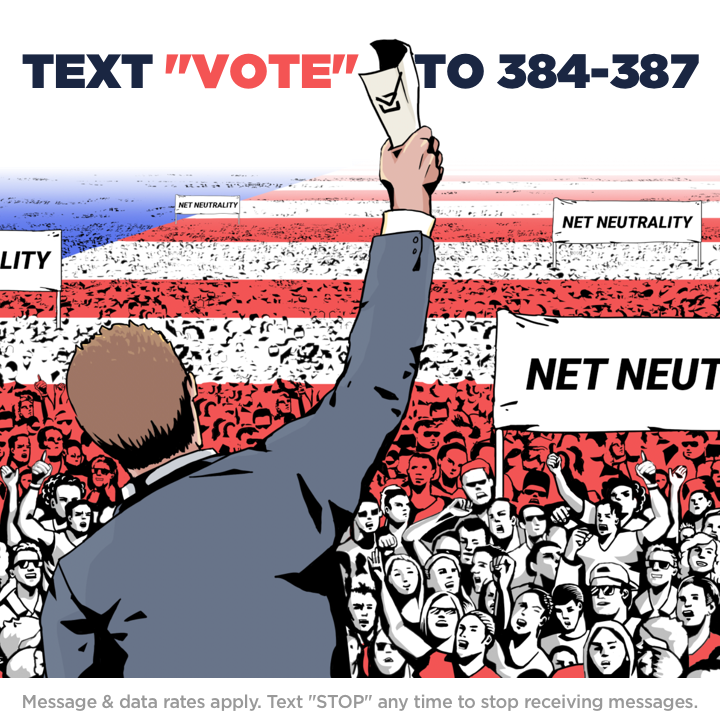 TEXT "VOTE" TO 384-387
NET NEUTRALITY
NET NEUTRALITY
LITY
NET NEUT
Message & data rates apply. Text "STOP" any time to stop receiving messages.